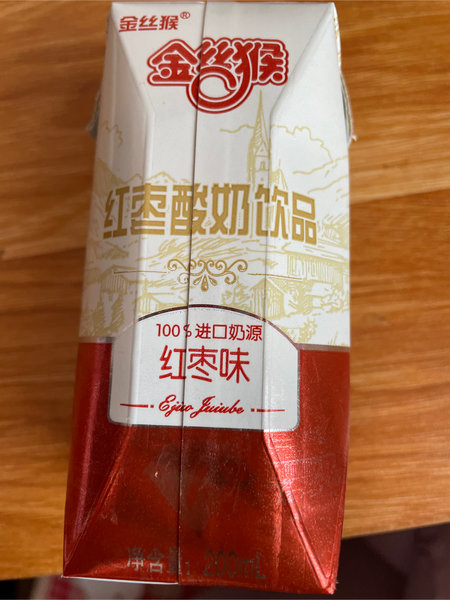 金丝猴®
金丝猴
红枣酸奶饮品
100%进口奶源
红枣味
Ejiao Jujube
净含量: 200mL